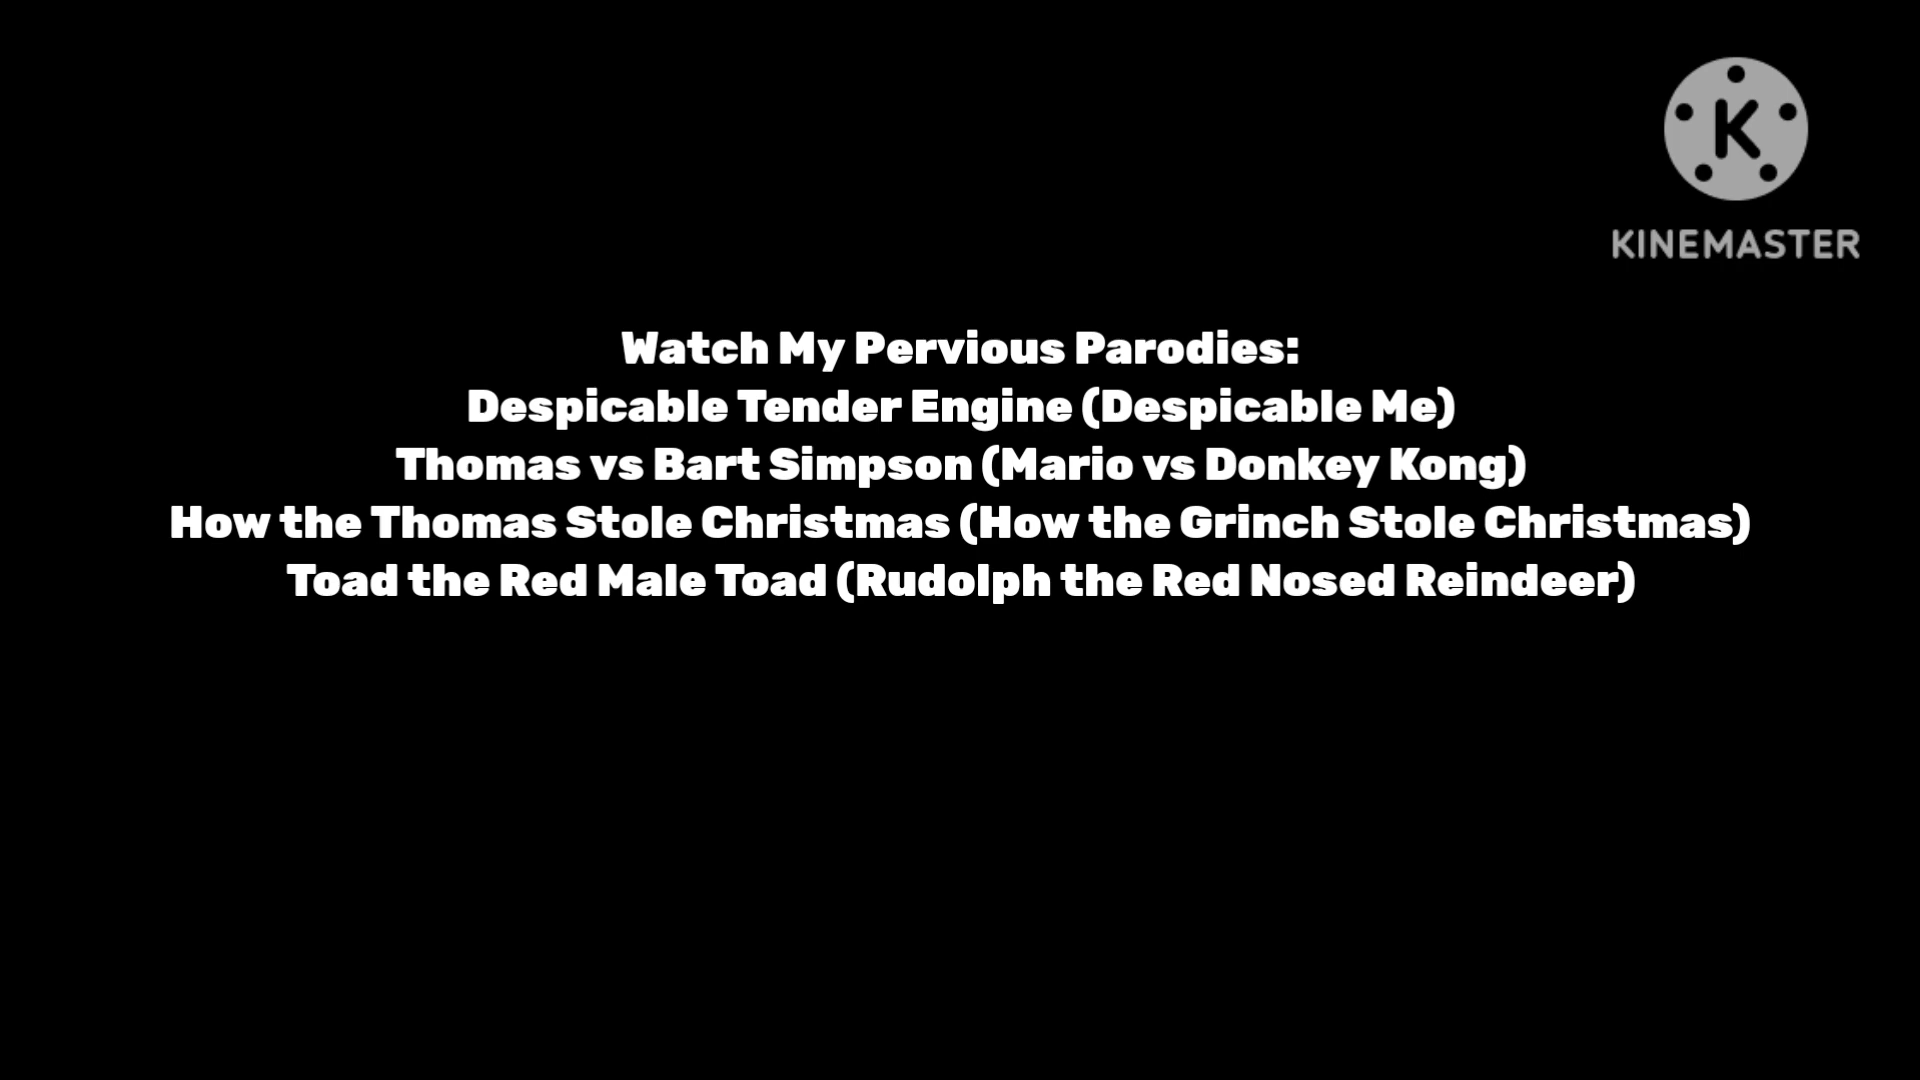 K
KINEMASTER
Watch My Pervious Parodies:
Despicable Tender Engine (Despicable Me)
Thomas vs Bart Simpson (Mario vs Donkey Kong)
How the Thomas Stole Christmas (How the Grinch Stole Christmas)
Toad the Red Male Toad (Rudolph the Red Nosed Reindeer)